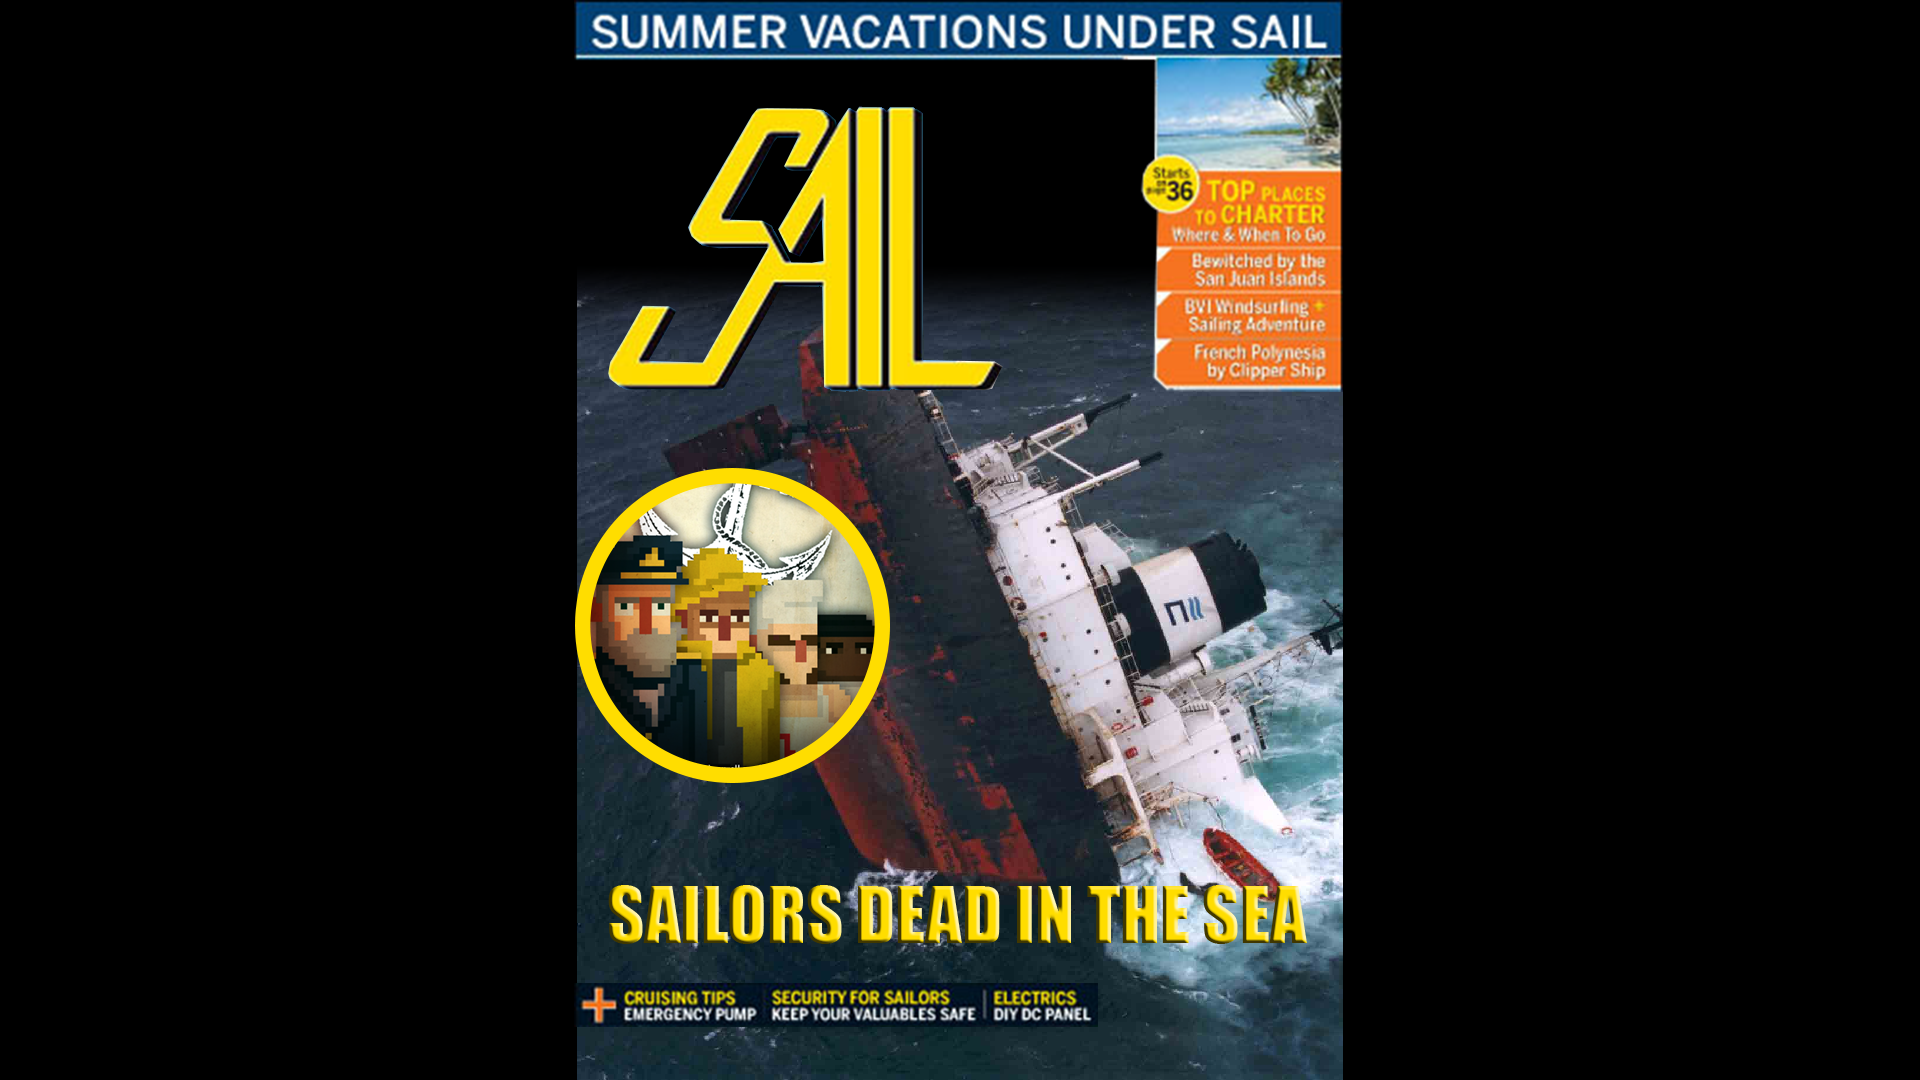 SUMMER VACATIONS UNDER SAIL
SAIL
Starts
on
page 36
TOP PLACES
TO CHARTER
Where & When To Go
Bewitched by the
San Juan Islands
BVI Windsurfing +
Sailing Adventure
French Polynesia
by Clipper Ship
SAILORS DEAD IN THE SEA
CRUISING TIPS
EMERGENCY PUMP
SECURITY FOR SAILORS
KEEP YOUR VALUABLES SAFE
ELECTRICS
DIY DC PANEL